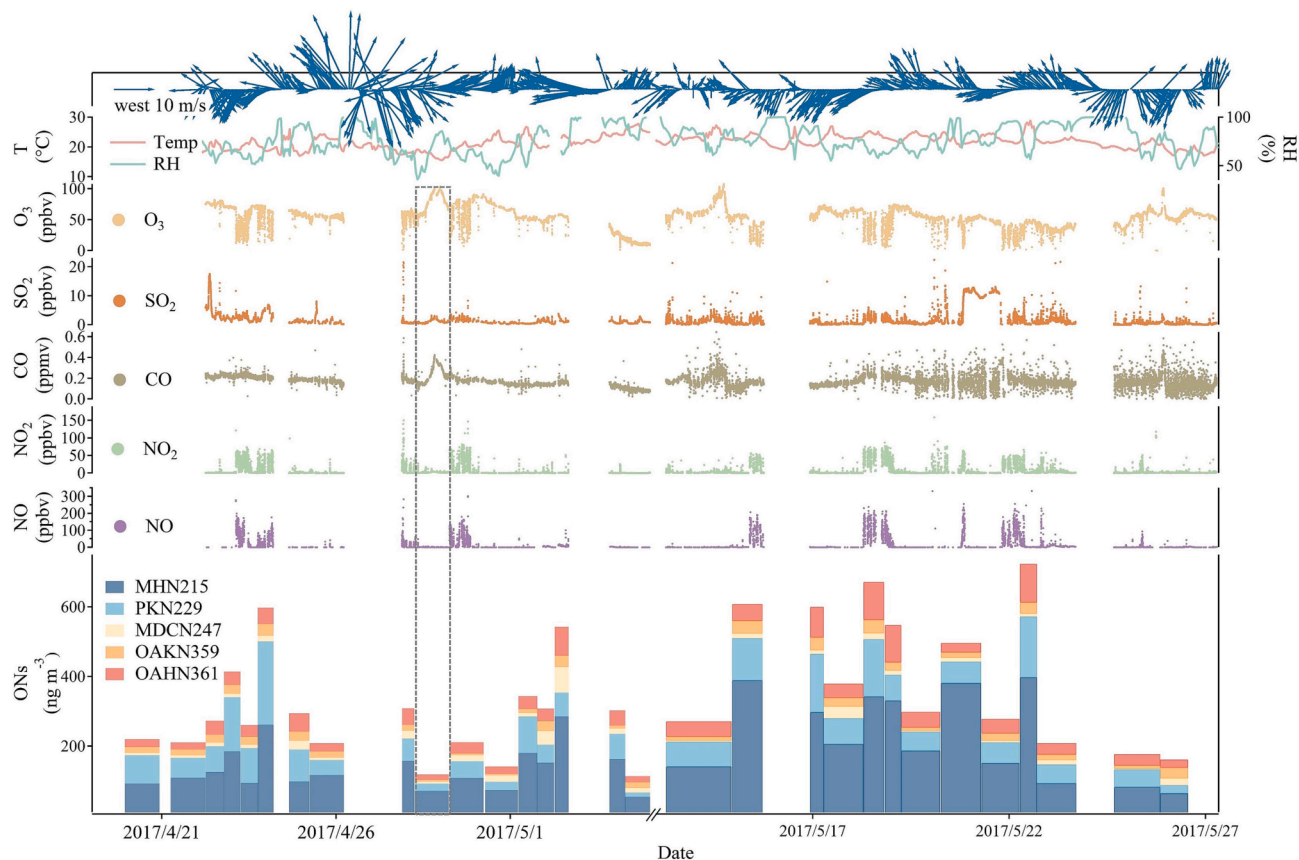 west 10 m/s
30
20
10
T
(°C)
Temp
RH
100
50
RH
(%)
100
50
0
O3
(ppbv)
O3
20
10
0
SO2
(ppbv)
SO2
0.6
0.4
0.2
0
CO
(ppmv)
CO
150
100
50
0
NO2
(ppbv)
NO2
300
200
100
0
NO
(ppbv)
NO
600
400
200
ONs
(ng m-3)
MHN215
PKN229
MDCN247
OAKN359
OAHN361
2017/4/21 2017/4/26 2017/5/1 2017/5/17 2017/5/22 2017/5/27
Date